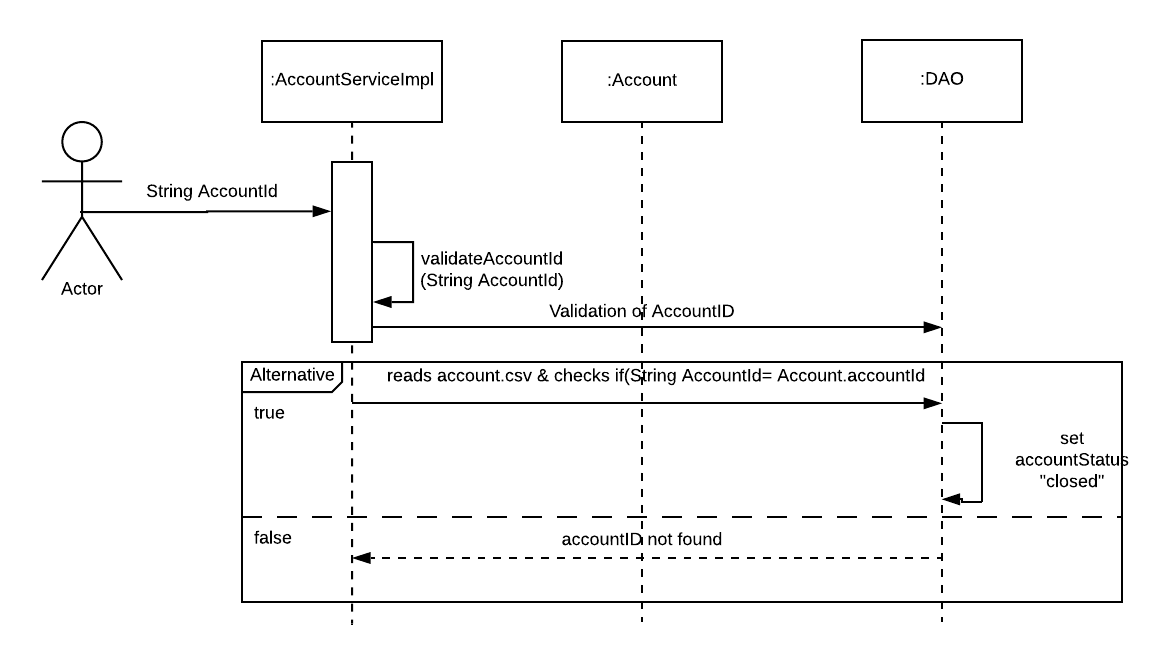 :AccountServiceImpl
:Account
:DAO
String AccountId
Actor
validateAccountId
(String AccountId)
Validation of AccountID
Alternative
reads account.csv & checks if(String AccountId= Account.accountId
true
set
accountStatus
"closed"
false
accountID not found